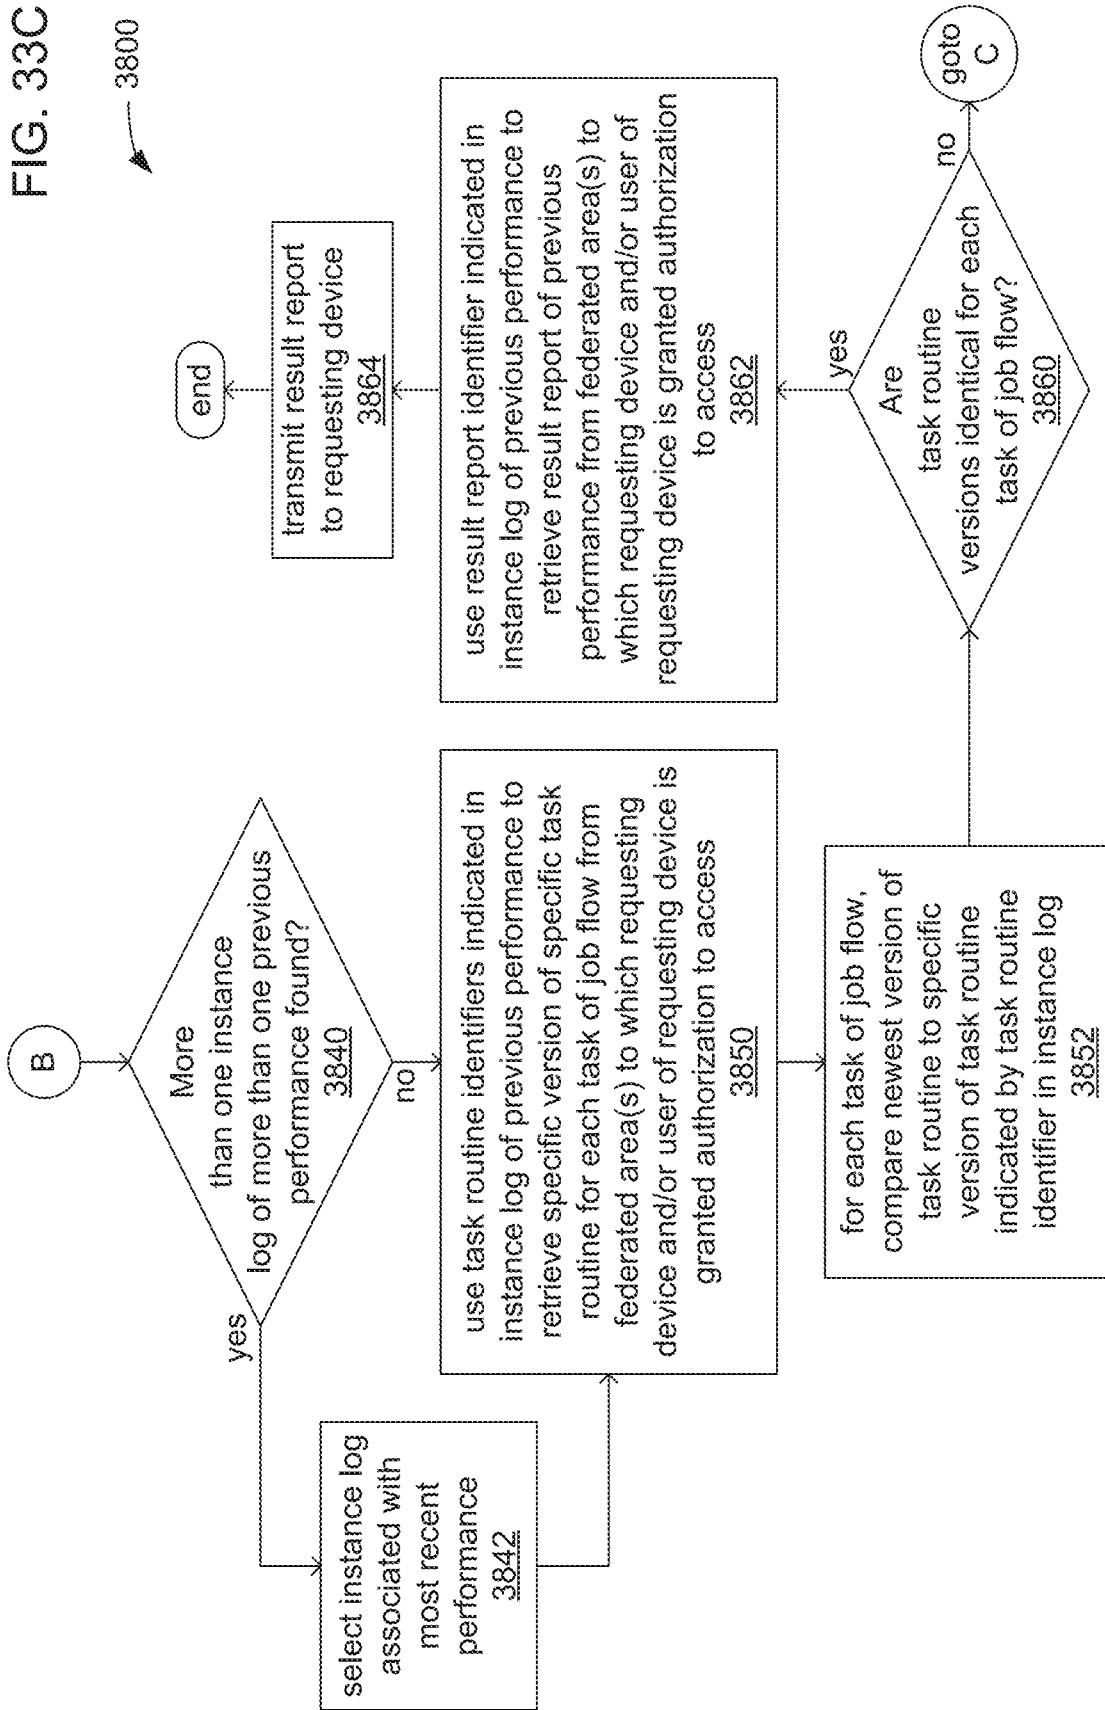 FIG. 33C
3800
B
More
than one instance
log of more than one previous
performance found?
3840
yes
no
select instance log
associated with
most recent
performance
3842
use task routine identifiers indicated in
instance log of previous performance to
retrieve specific version of specific task
routine for each task of job flow from
federated area(s) to which requesting
device and/or user of requesting device is
granted authorization to access
3850
for each task of job flow,
compare newest version of
task routine to specific
version of task routine
indicated by task routine
identifier in instance log
3852
Are
task routine
versions identical for each
task of job flow?
3860
yes
no
goto
C
use result report identifier indicated in
instance log of previous performance to
retrieve result report of previous
performance from federated area(s) to
which requesting device and/or user of
requesting device is granted authorization
to access
3862
transmit result report
to requesting device
3864
end